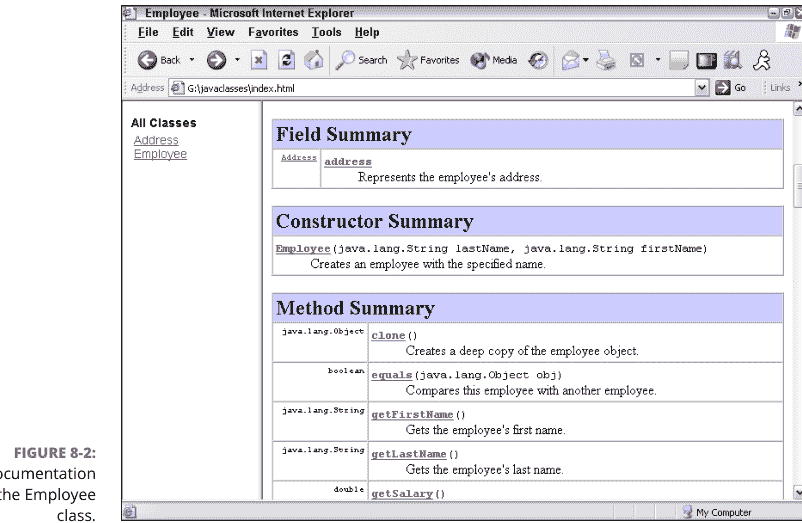 Employee - Microsoft Internet Explorer
File Edit View Favorites Tools Help
Back Search Favorites Media
Address G:\javaclasses\index.html Go Links
All Classes
Address
Employee
Field Summary
Address address
Represents the employee's address.
Constructor Summary
Employee(java.lang.String lastName, java.lang.String firstName)
Creates an employee with the specified name.
Method Summary
java.lang.Object clone()
Creates a deep copy of the employee object.
boolean equals(java.lang.Object obj)
Compares this employee with another employee.
java.lang.String getFirstName()
Gets the employee's first name.
java.lang.String getLastName()
Gets the employee's last name.
double getSalary()
My Computer
FIGURE 8-2:
ocumentation
the Employee
class.